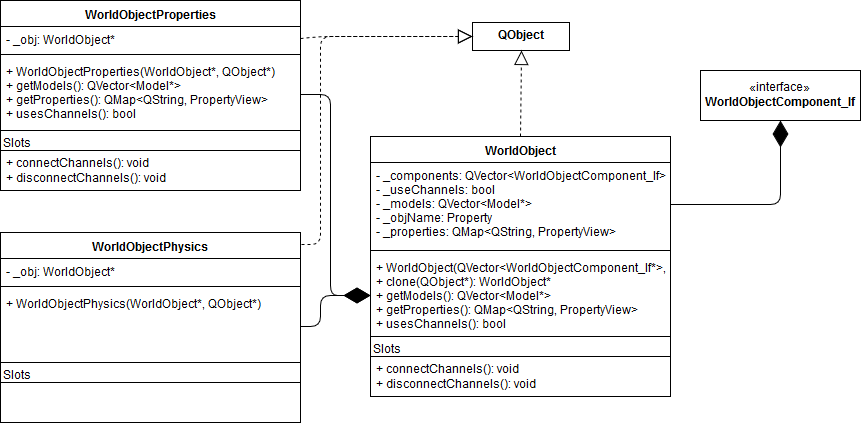 WorldObjectProperties
- _obj: WorldObject*
+ WorldObjectProperties(WorldObject*, QObject*)
+ getModels(): QVector<Model*>
+ getProperties(): QMap<QString, PropertyView>
+ usesChannels(): bool
Slots
+ connectChannels(): void
+ disconnectChannels(): void
QObject
«interface»
WorldObjectComponent_If
WorldObject
- _components: QVector<WorldObjectComponent_If>
- _useChannels: bool
- _models: QVector<Model*>
- _objName: Property
- _properties: QMap<QString, PropertyView>
+ WorldObject(QVector<WorldObjectComponent_If*>,
+ clone(QObject*): WorldObject*
+ getModels(): QVector<Model*>
+ getProperties(): QMap<QString, PropertyView>
+ usesChannels(): bool
Slots
+ connectChannels(): void
+ disconnectChannels(): void
WorldObjectPhysics
- _obj: WorldObject*
+ WorldObjectPhysics(WorldObject*, QObject*)
Slots